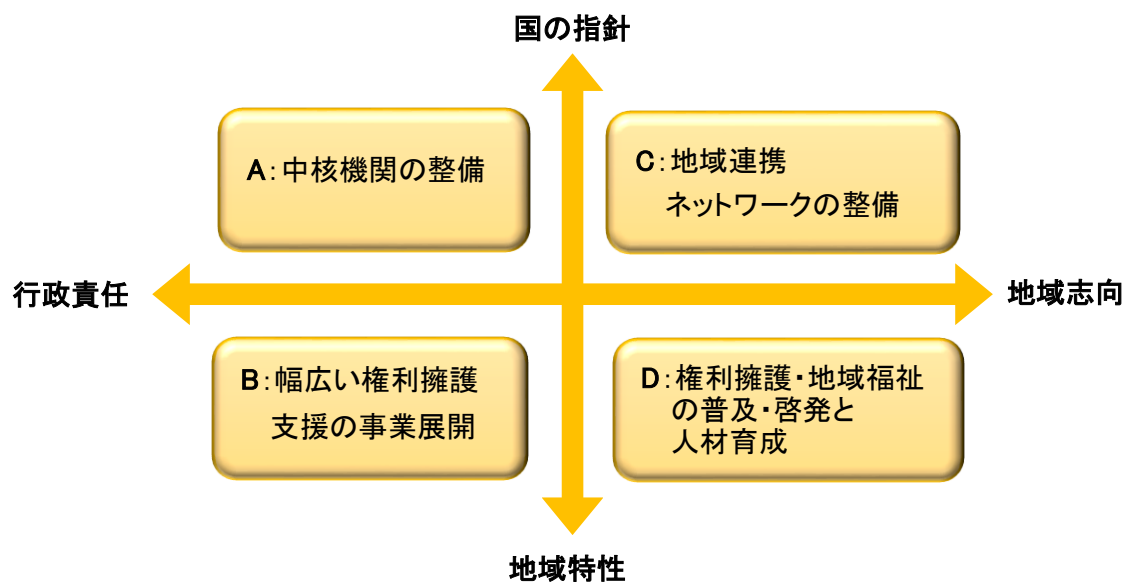 国の指針
A:中核機関の整備
C:地域連携
ネットワークの整備
行政責任
地域志向
B:幅広い権利擁護
支援の事業展開
D:権利擁護・地域福祉
の普及・啓発と
人材育成
地域特性